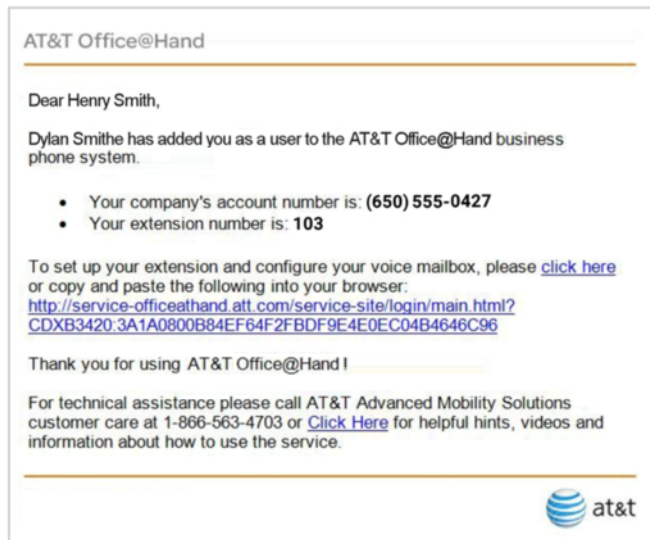 AT&T Office@Hand
Dear Henry Smith,
Dylan Smithe has added you as a user to the AT&T Office@Hand business
phone system.
• Your company's account number is: (650) 555-0427
• Your extension number is: 103
To set up your extension and configure your voice mailbox, please click here
or copy and paste the following into your browser:
http://service-officeathand.att.com/service-site/login/main.html?
CDXB3420:3A1A0800B84EF64F2FBDF9E4E0EC04B4646C96
Thank you for using AT&T Office@Hand !
For technical assistance please call AT&T Advanced Mobility Solutions
customer care at 1-866-563-4703 or Click Here for helpful hints, videos and
information about how to use the service.
at&t